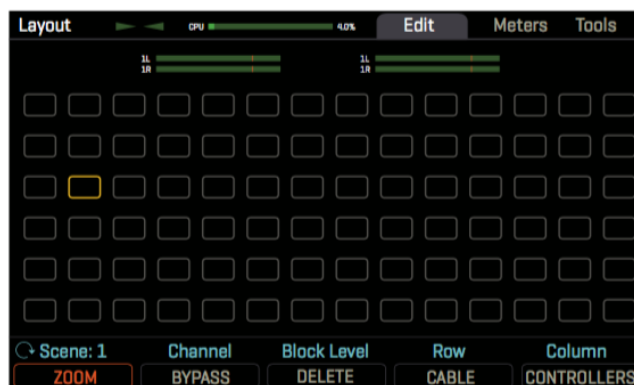 Layout CPU 4.0% Edit Meters Tools
1L 1L
1R 1R
Scene: 1 Channel Block Level Row Column
ZOOM BYPASS DELETE CABLE CONTROLLERS